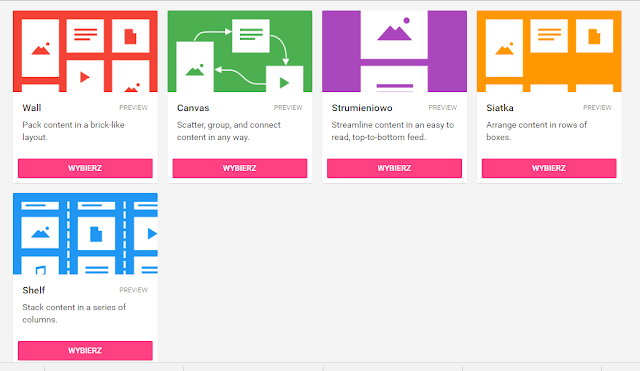 Wall PREVIEW
Pack content in a brick-like
layout.
WYBIERZ
Canvas PREVIEW
Scatter, group, and connect
content in any way.
WYBIERZ
Strumieniowo PREVIEW
Streamline content in an easy to
read, top-to-bottom feed.
WYBIERZ
Siatka PREVIEW
Arrange content in rows of
boxes.
WYBIERZ
Shelf PREVIEW
Stack content in a series of
columns.
WYBIERZ